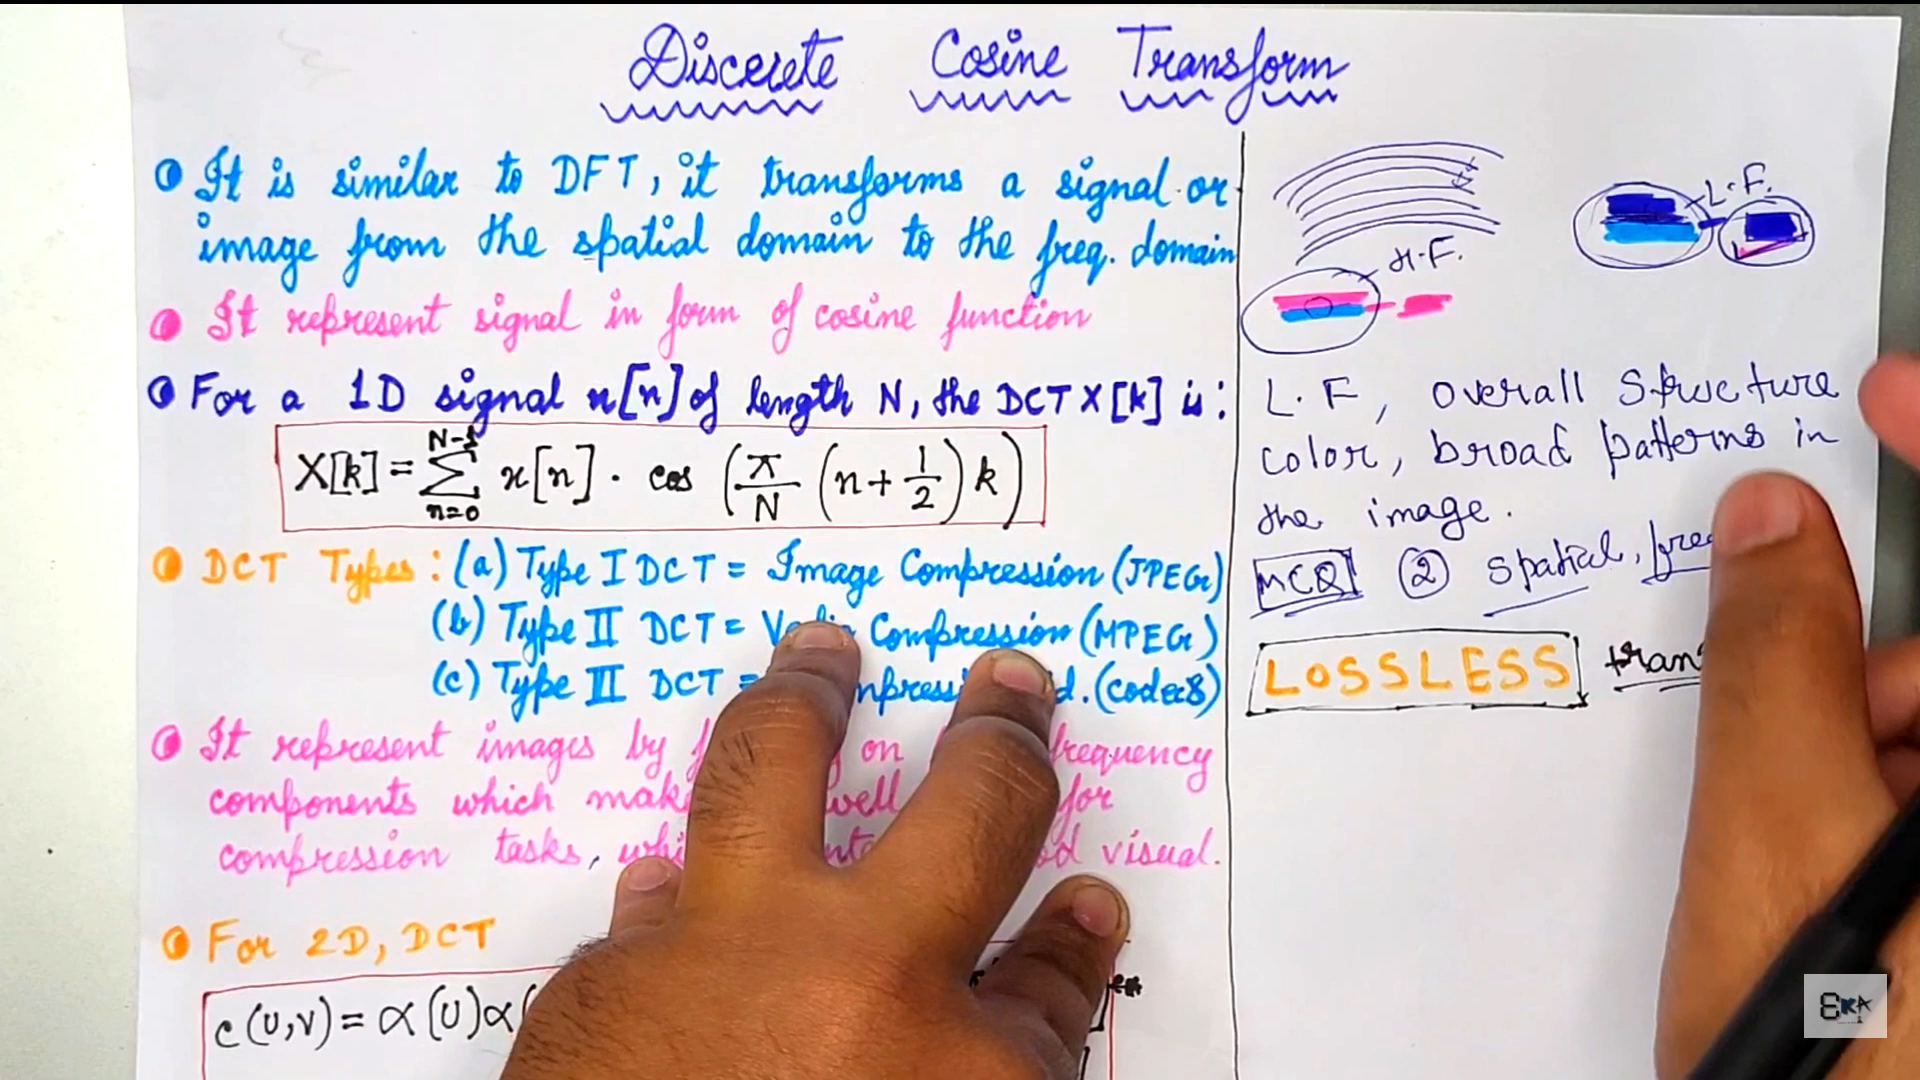 Discrete Cosine Transform
It is similar to DFT, it transforms a signal or
image from the spatial domain to the freq. domain
It represent signal in form of cosine function
For a 1D signal x[n] of length N, the DCT X[k] is:
X[k] = N-1 ∑ n=0 x[n] . cos (π/N (n+1/2) k)
DCT Types: (a) Type I DCT = Image Compression (JPEG)
(b) Type II DCT = Compression (MPEG)
(c) Type III DCT = (codecs)
It represent images by on frequency
components which well for
compression tasks, visual.
For 2D, DCT
c(u,v) = α(u)α(
L.F.
H.F.
L.F, overall structure
color, broad patterns in
the image.
MCQ (2) spatial,
LOSSLESS
EKA